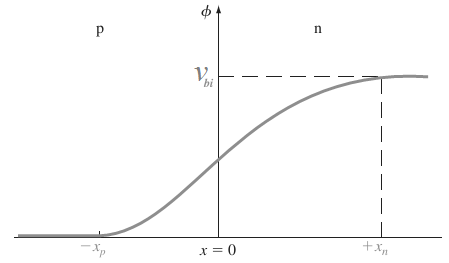 ϕ
p
n
V_bi
−x_p
x = 0
+x_n